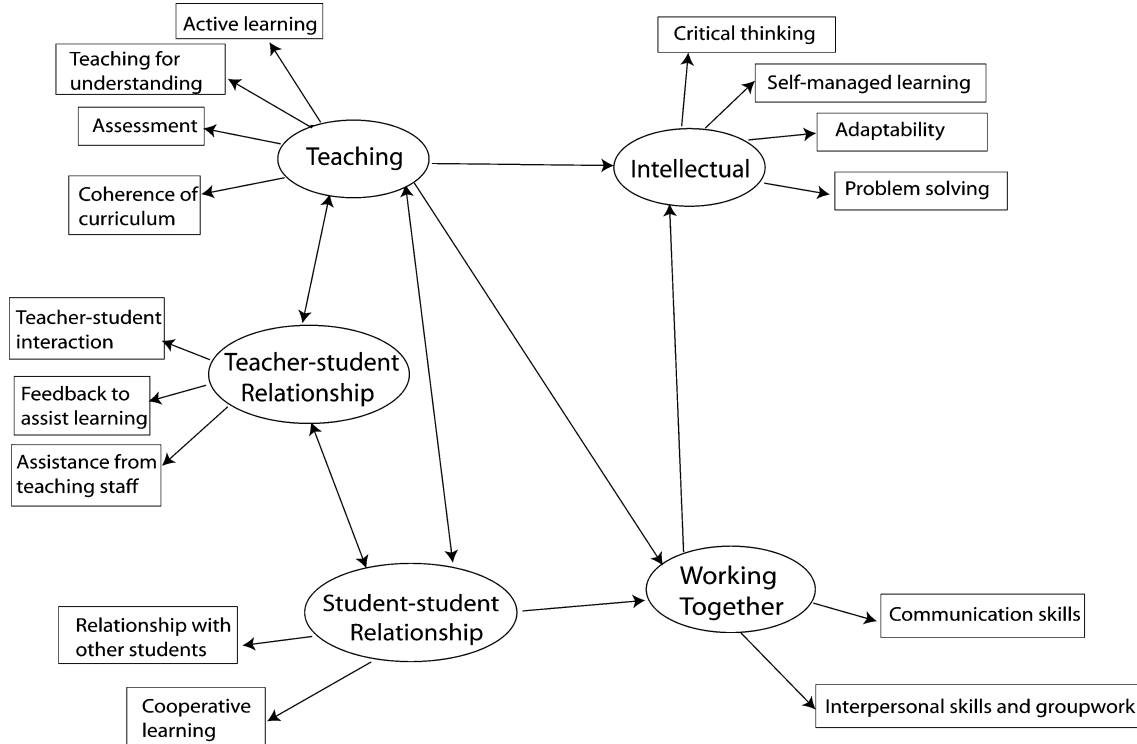 Active learning
Teaching for
understanding
Assessment
Coherence of
curriculum
Teaching
Critical thinking
Self-managed learning
Adaptability
Problem solving
Intellectual
Teacher-student
interaction
Feedback to
assist learning
Assistance from
teaching staff
Teacher-student
Relationship
Relationship with
other students
Cooperative
learning
Student-student
Relationship
Working
Together
Communication skills
Interpersonal skills and groupwork